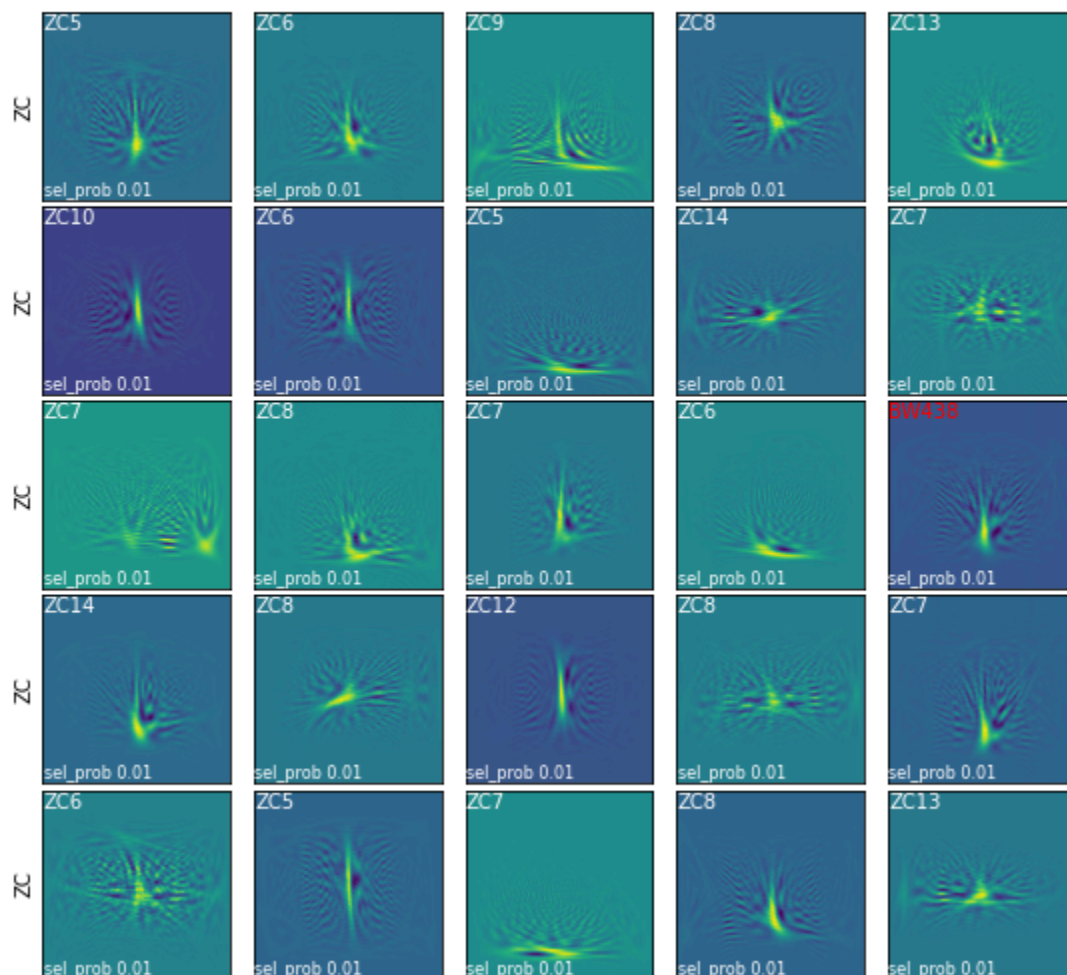 ZC5 ZC6 ZC9 ZC8 ZC13
ZC
sel_prob 0.01 sel_prob 0.01 sel_prob 0.01 sel_prob 0.01 sel_prob 0.01
ZC10 ZC6 ZC5 ZC14 ZC7
ZC
sel_prob 0.01 sel_prob 0.01 sel_prob 0.01 sel_prob 0.01 sel_prob 0.01
ZC7 ZC8 ZC7 ZC6 BW438
ZC
sel_prob 0.01 sel_prob 0.01 sel_prob 0.01 sel_prob 0.01 sel_prob 0.01
ZC14 ZC8 ZC12 ZC8 ZC7
ZC
sel_prob 0.01 sel_prob 0.01 sel_prob 0.01 sel_prob 0.01 sel_prob 0.01
ZC6 ZC5 ZC7 ZC8 ZC13
ZC
sel_prob 0.01 sel_prob 0.01 sel_prob 0.01 sel_prob 0.01 sel_prob 0.01